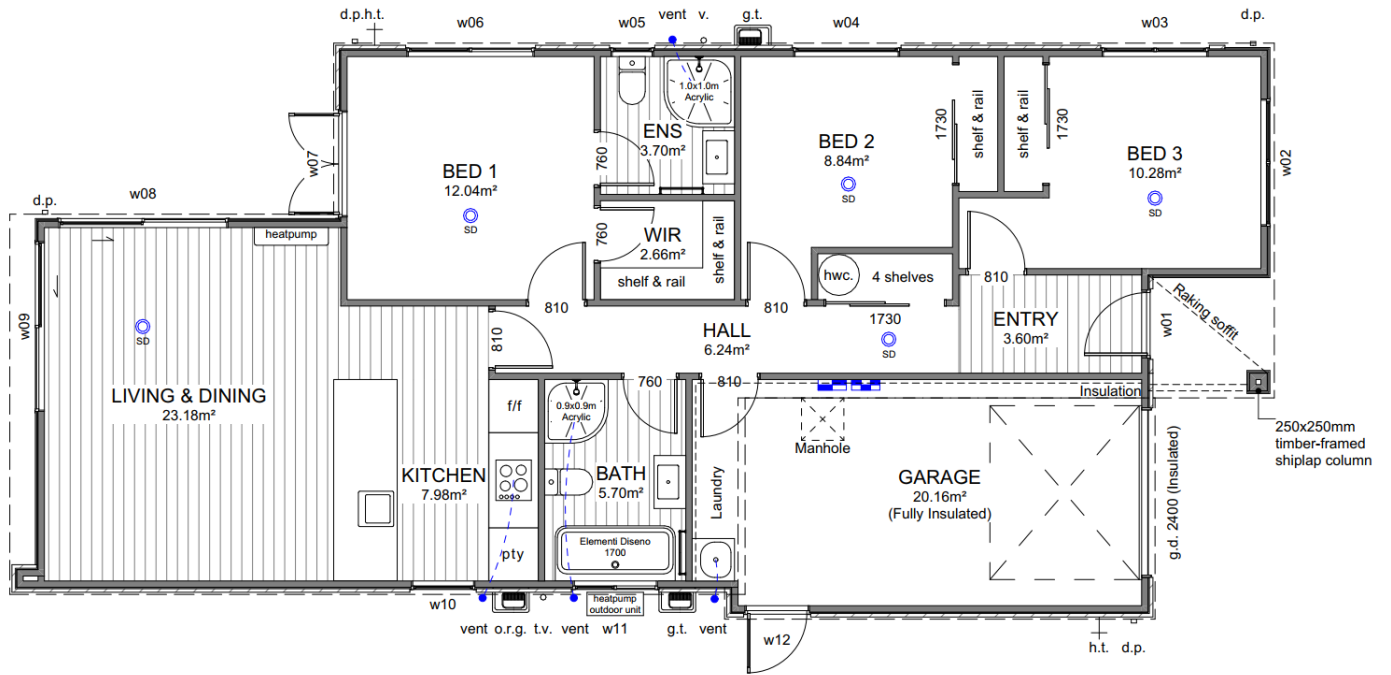 d.p.
h.t.
w06
w05
vent
v.
g.t.
w04
w03
d.p.
1.0x1.0m
Acrylic
ENS
3.70m²
760
BED 1
12.04m²
SD
w07
BED 2
8.84m²
SD
1730
shelf & rail
shelf & rail
1730
BED 3
10.28m²
SD
w02
d.p.
w08
heatpump
760
WIR
2.66m²
shelf & rail
shelf & rail
hwc.
4 shelves
810
810
810
1730
w09
SD
LIVING & DINING
23.18m²
810
HALL
6.24m²
SD
ENTRY
3.60m²
w01
Raking soffit
760
810
Insulation
f/f
0.9x0.9m
Acrylic
KITCHEN
7.98m²
BATH
5.70m²
Laundry
Manhole
GARAGE
20.16m²
(Fully Insulated)
g.d. 2400 (Insulated)
250x250mm
timber-framed
shiplap column
pty
Elementi Diseno
1700
w10
heatpump
outdoor unit
vent
o.r.g.
t.v.
vent
w11
g.t.
vent
w12
h.t.
d.p.